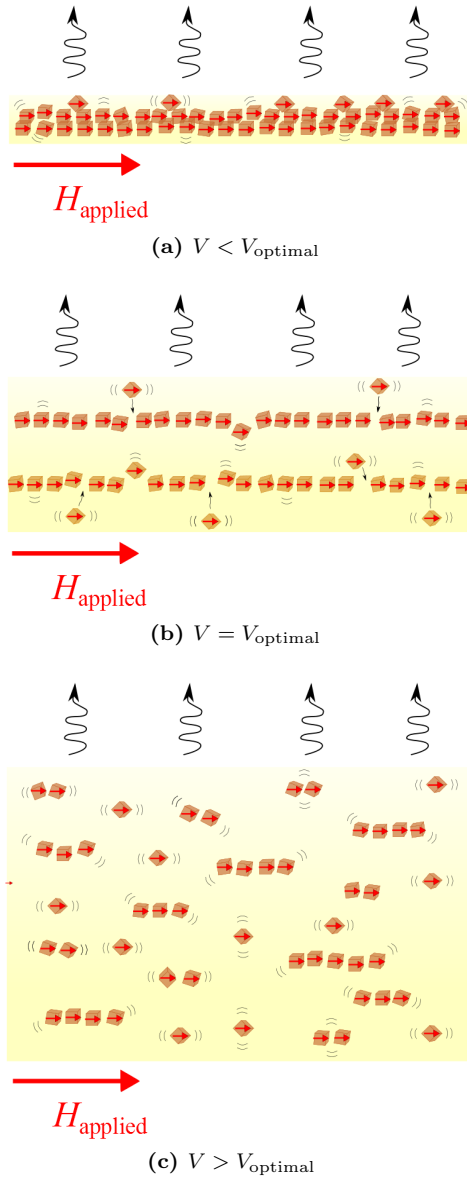 H_applied
(a) V < V_optimal
H_applied
(b) V = V_optimal
H_applied
(c) V > V_optimal